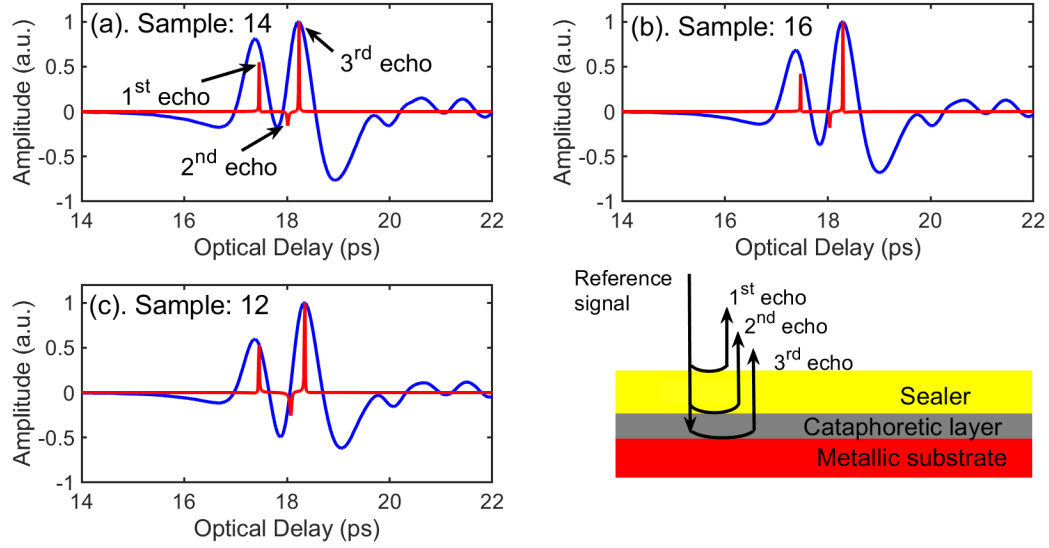 (a). Sample: 14
1st echo
2nd echo
3rd echo
Amplitude (a.u.)
1
0.5
0
-0.5
-1
14 16 18 20 22
Optical Delay (ps)
(b). Sample: 16
Amplitude (a.u.)
1
0.5
0
-0.5
-1
14 16 18 20 22
Optical Delay (ps)
(c). Sample: 12
Amplitude (a.u.)
1
0.5
0
-0.5
-1
14 16 18 20 22
Optical Delay (ps)
Reference
signal
1st echo
2nd echo
3rd echo
Sealer
Cataphoretic layer
Metallic substrate